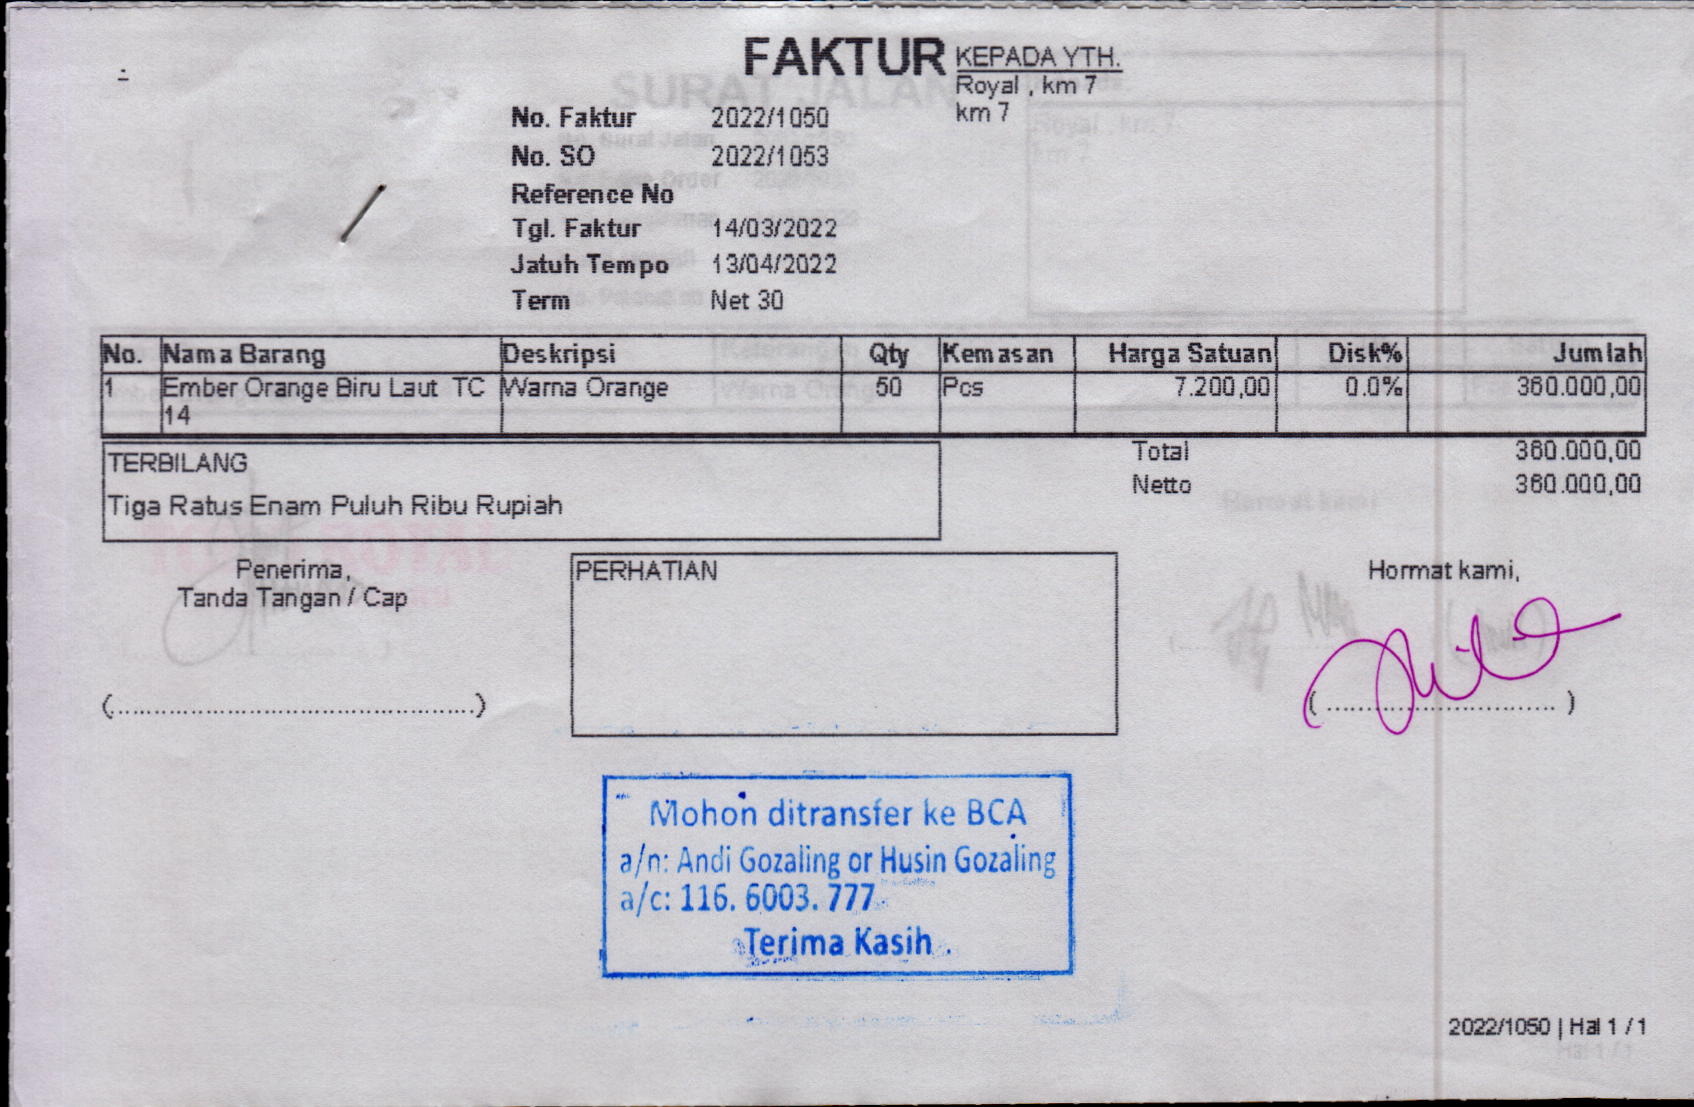 FAKTUR
KEPADA YTH.
Royal , km 7
km 7
No. Faktur 2022/1050
No. SO 2022/1053
Reference No
Tgl. Faktur 14/03/2022
Jatuh Tempo 13/04/2022
Term Net 30
No. Nama Barang Deskripsi Qty Kemasan Harga Satuan Disk% Jumlah
1 Ember Orange Biru Laut TC Warna Orange 50 Pcs 7.200,00 0.0% 360.000,00
14
TERBILANG
Tiga Ratus Enam Puluh Ribu Rupiah
Total 360.000,00
Netto 360.000,00
Penerima,
Tanda Tangan / Cap
PERHATIAN
Hormat kami,
Mohon ditransfer ke BCA
a/n: Andi Gozaling or Husin Gozaling
a/c: 116. 6003. 777
Terima Kasih .
2022/1050 | Hal 1 / 1